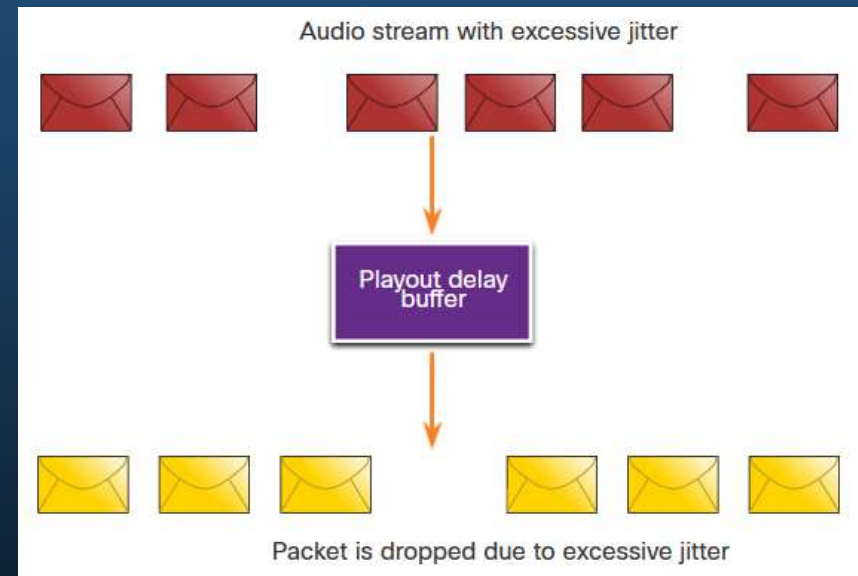 Audio stream with excessive jitter
Playout delay
buffer
Packet is dropped due to excessive jitter